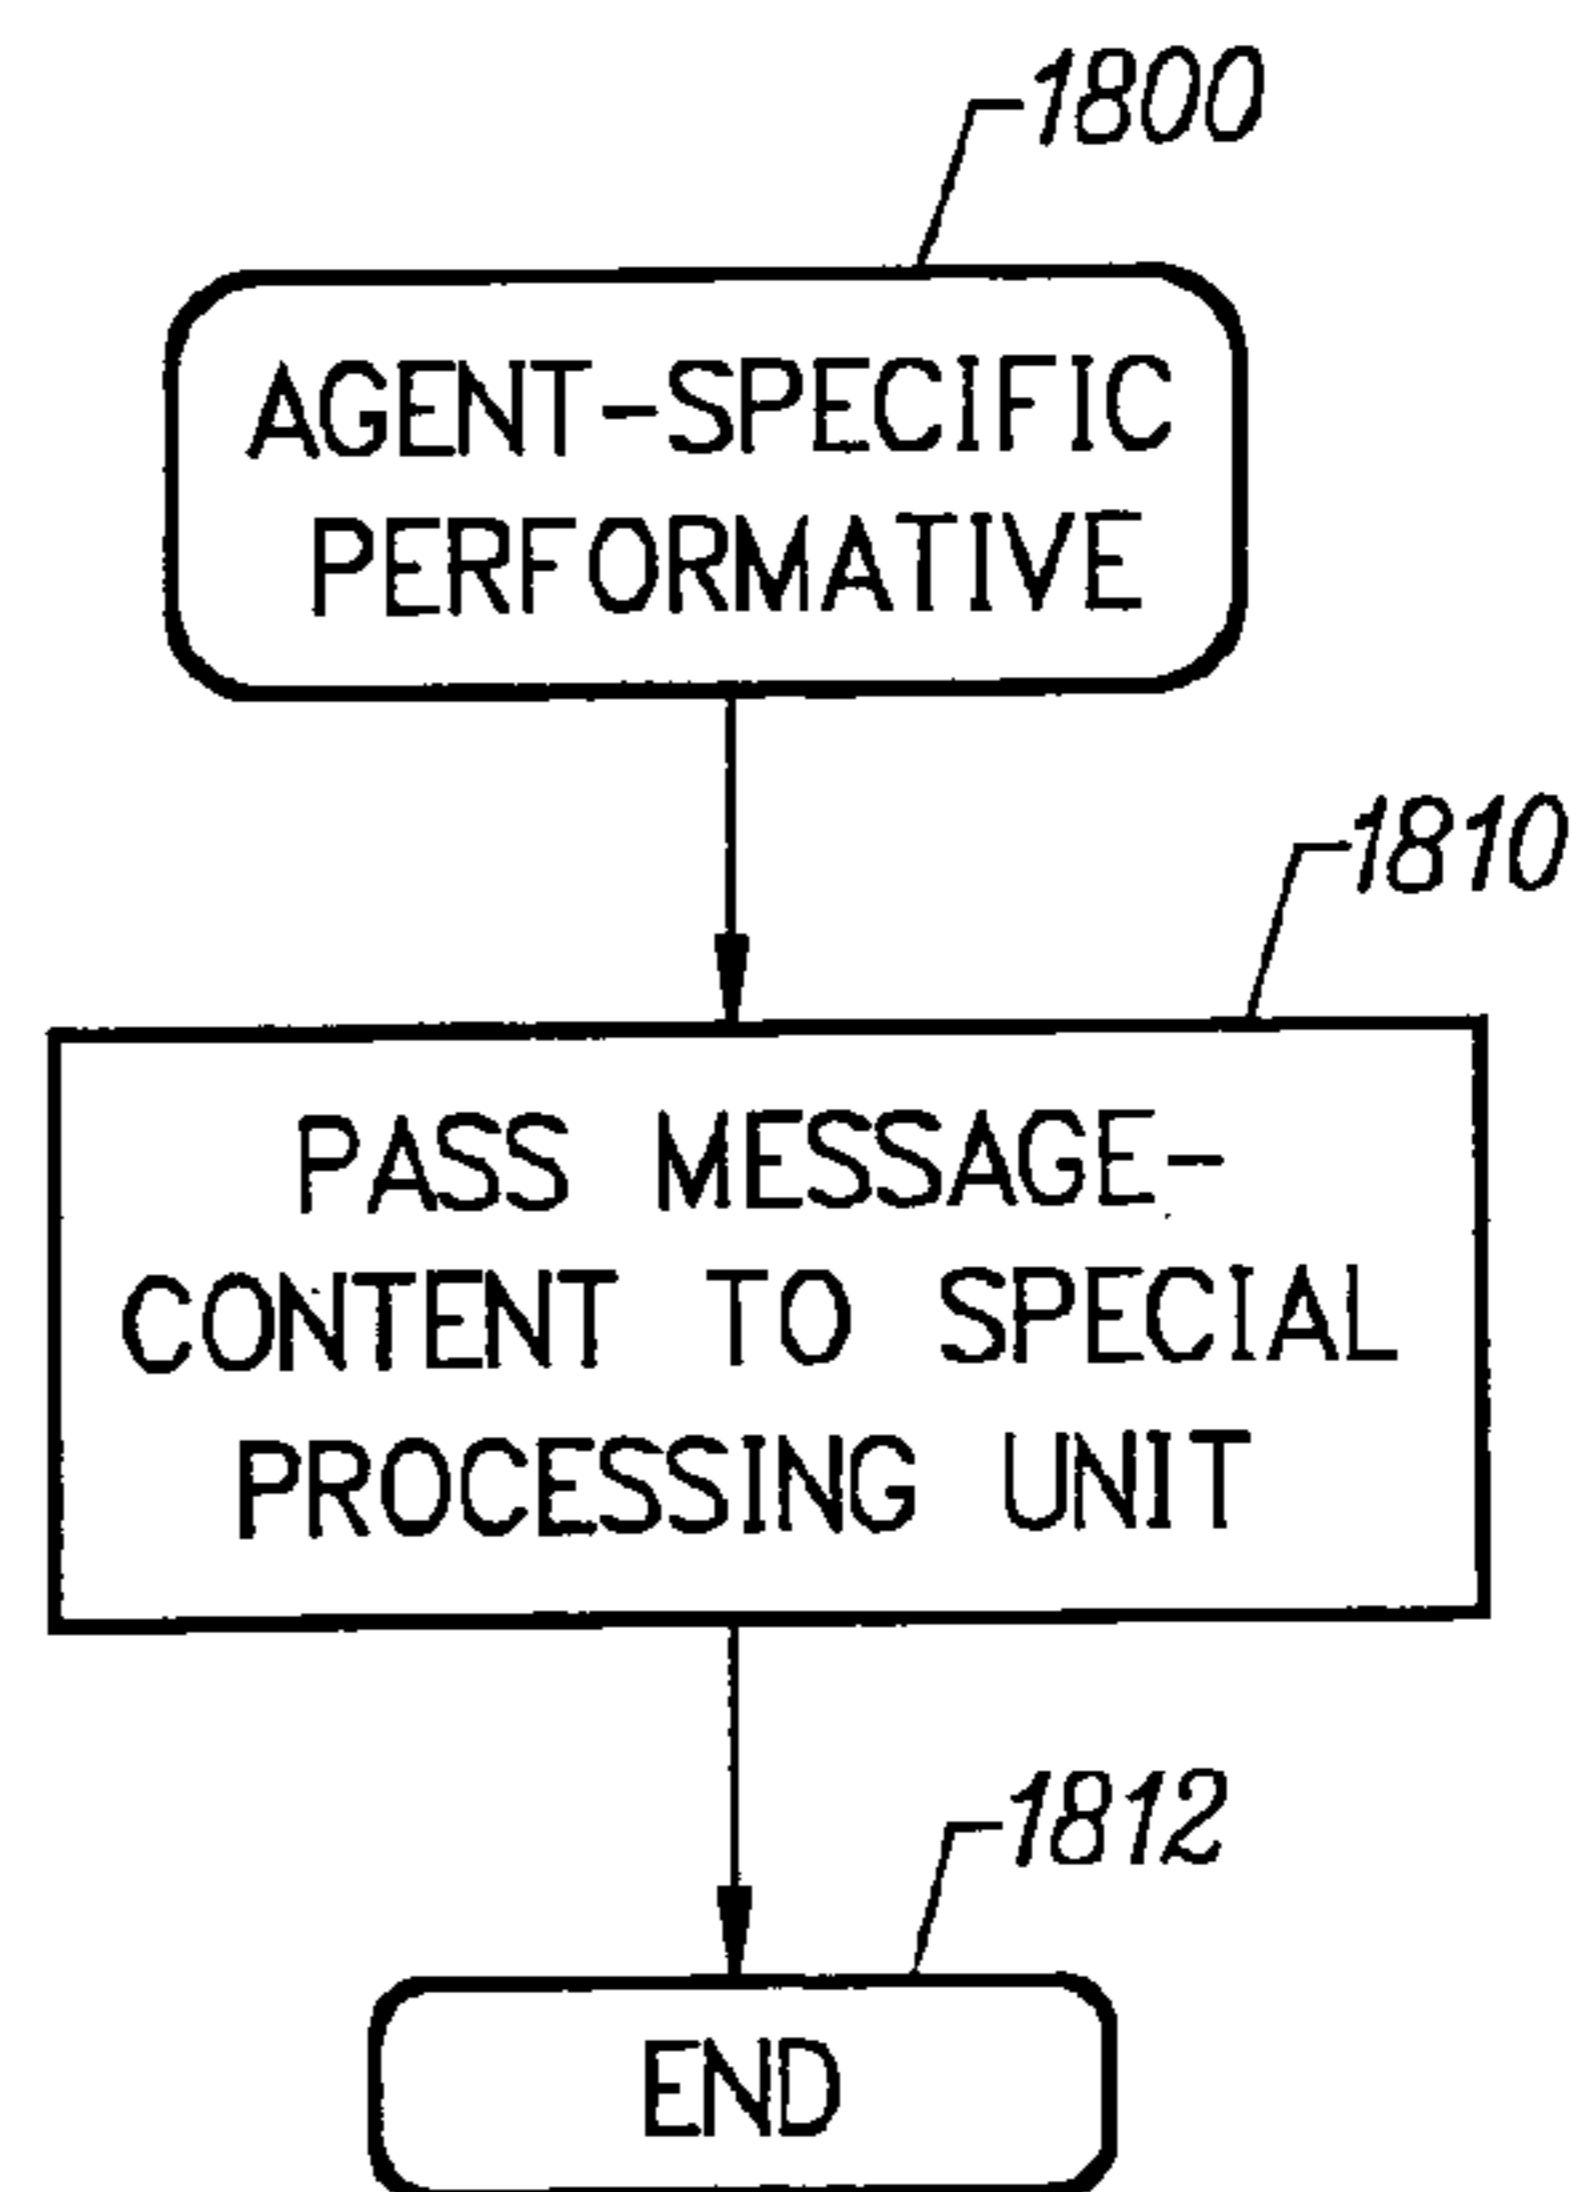 1800
AGENT-SPECIFIC
PERFORMATIVE
1810
PASS MESSAGE-
CONTENT TO SPECIAL
PROCESSING UNIT
1812
END